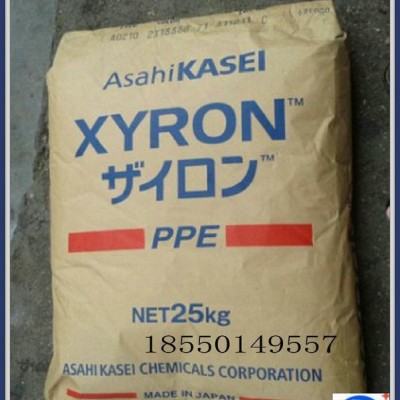 AsahiKASEI
XYRON™
ザイロン™
PPE
NET25kg
18550149557
ASAHI KASEI CHEMICALS CORPORATION
MADE IN JAPAN